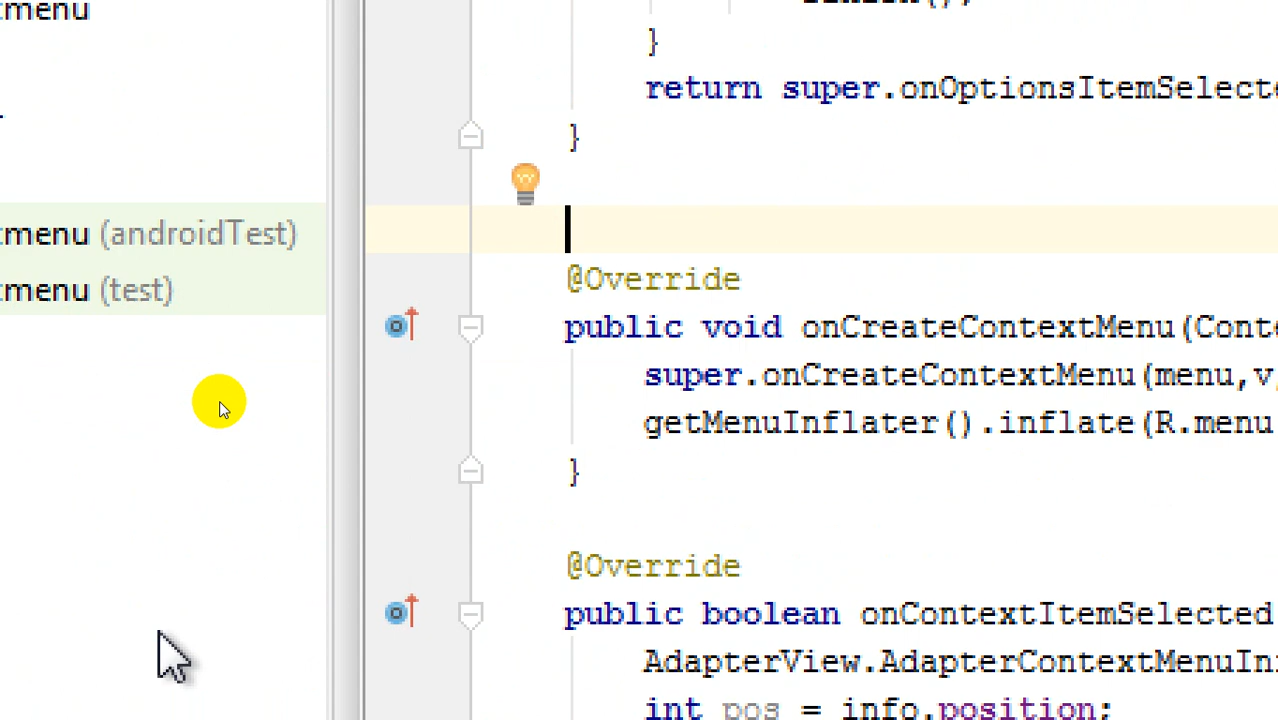 menu
menu (androidTest)
menu (test)
}
return super.onOptionsItemSelecte
}
@Override
public void onCreateContextMenu(Conte
super.onCreateContextMenu(menu,v,
getMenuInflater().inflate(R.menu
}
@Override
public boolean onContextItemSelected
AdapterView.AdapterContextMenuIn
int pos = info.position;